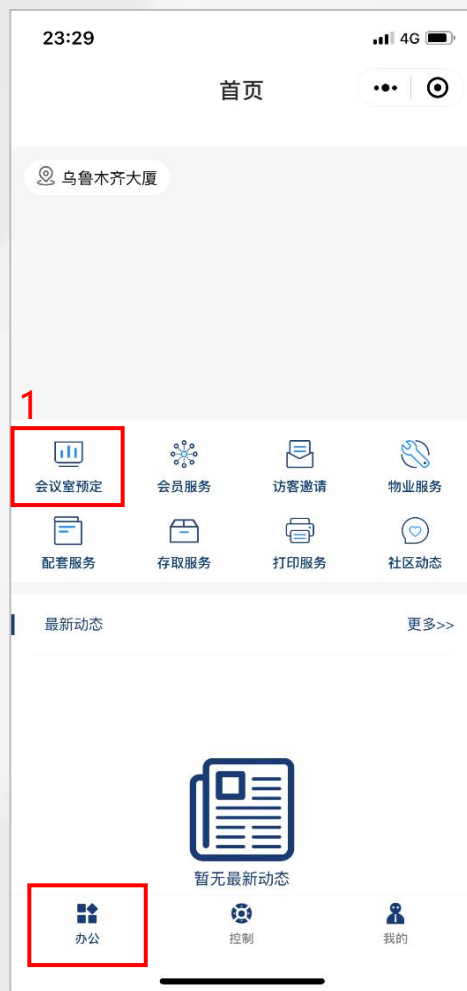 23:29 4G
首页
乌鲁木齐大厦
1
会议室预定 会员服务 访客邀请 物业服务
配套服务 存取服务 打印服务 社区动态
最新动态 更多>>
暂无最新动态
办公 控制 我的